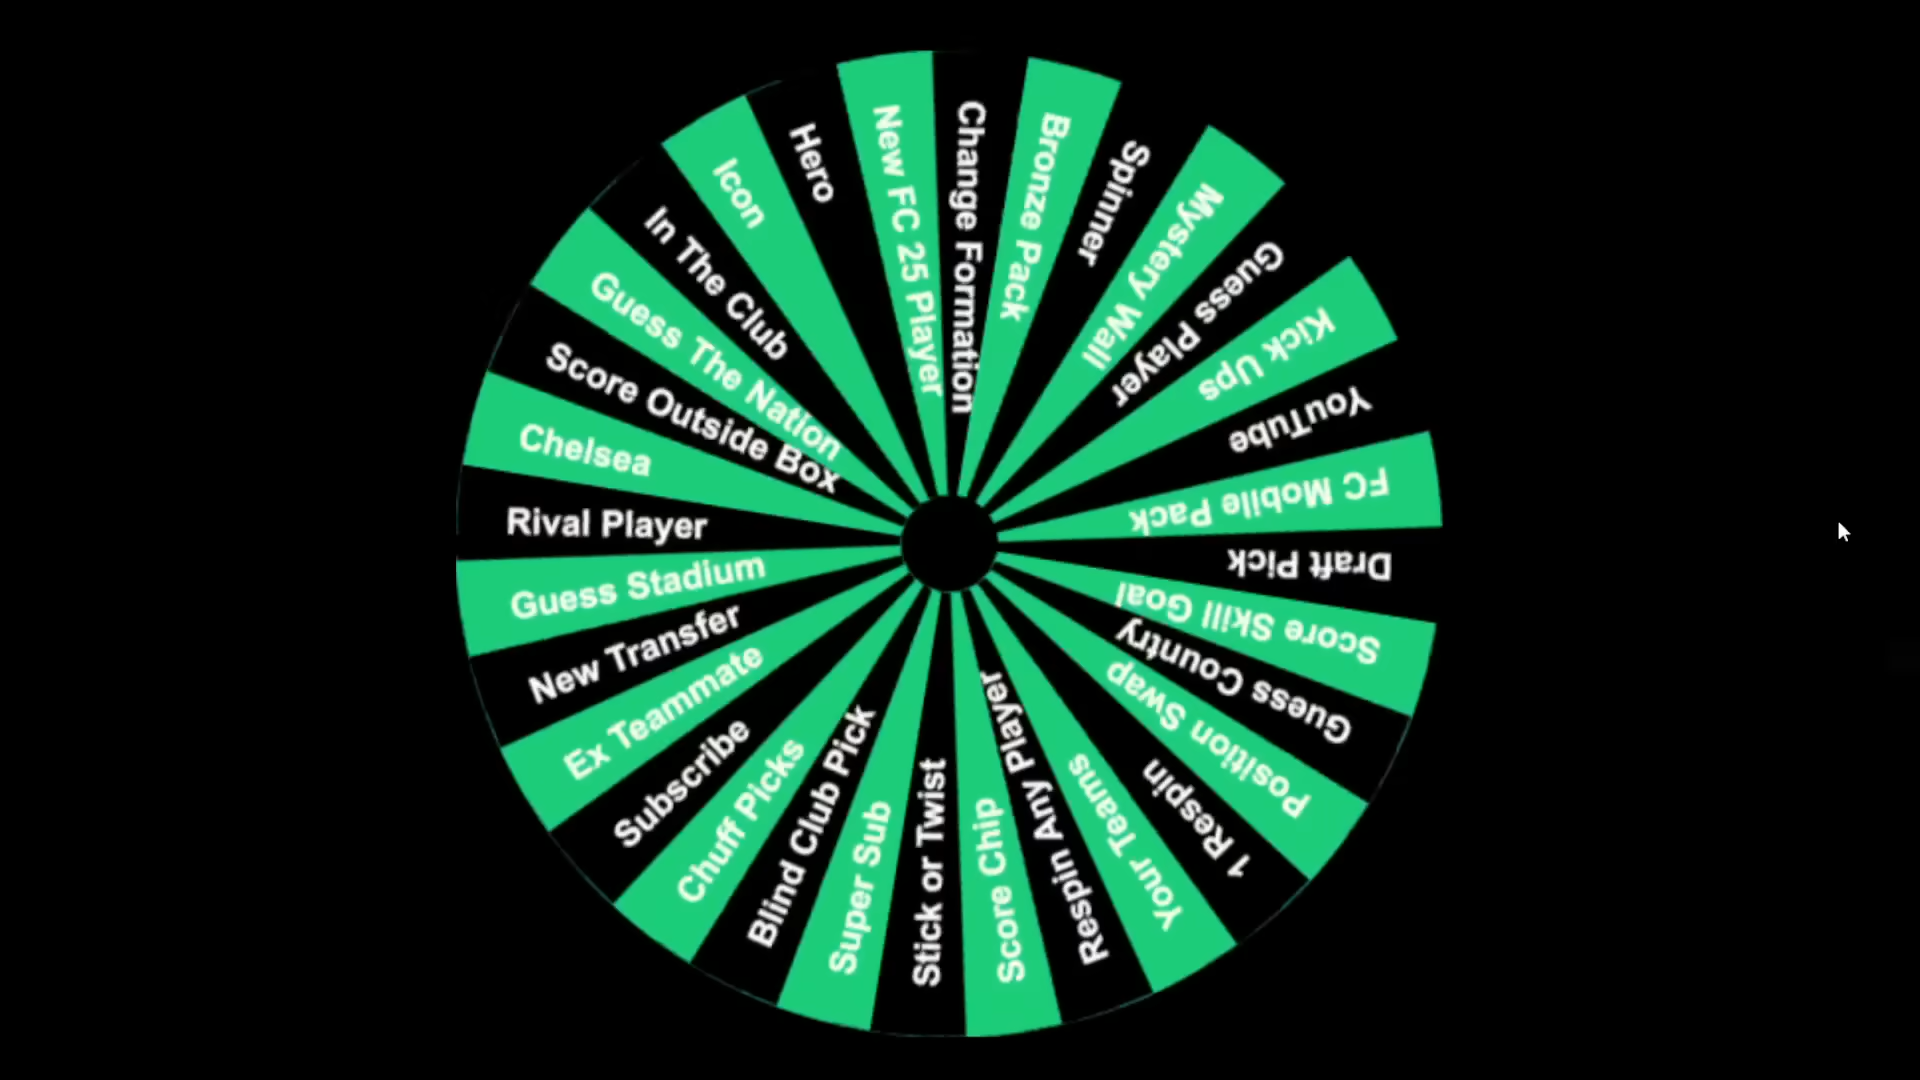 New FC 25 Player
Change Formation
Bronze Pack
Spinner
Mystery Wall
Guess Player
Kick Ups
YouTube
FC Mobile Pack
Draft Pick
Score Skill Goal
Guess Country
Position Swap
1 Respin
Your Teams
Respin Any Player
Score Chip
Stick or Twist
Super Sub
Blind Club Pick
Chuff Picks
Subscribe
Ex Teammate
New Transfer
Guess Stadium
Rival Player
Chelsea
Score Outside Box
Guess The Nation
In The Club
Icon
Hero